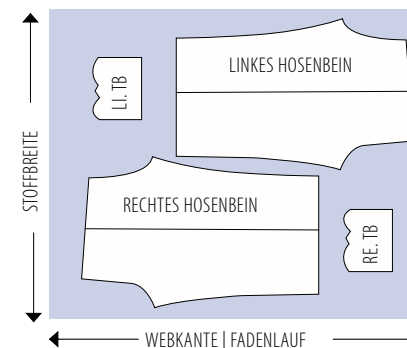 LINKES HOSENBEIN
LI. TB
STOFFBREITE
RECHTES HOSENBEIN
RE. TB
WEBKANTE | FADENLAUF